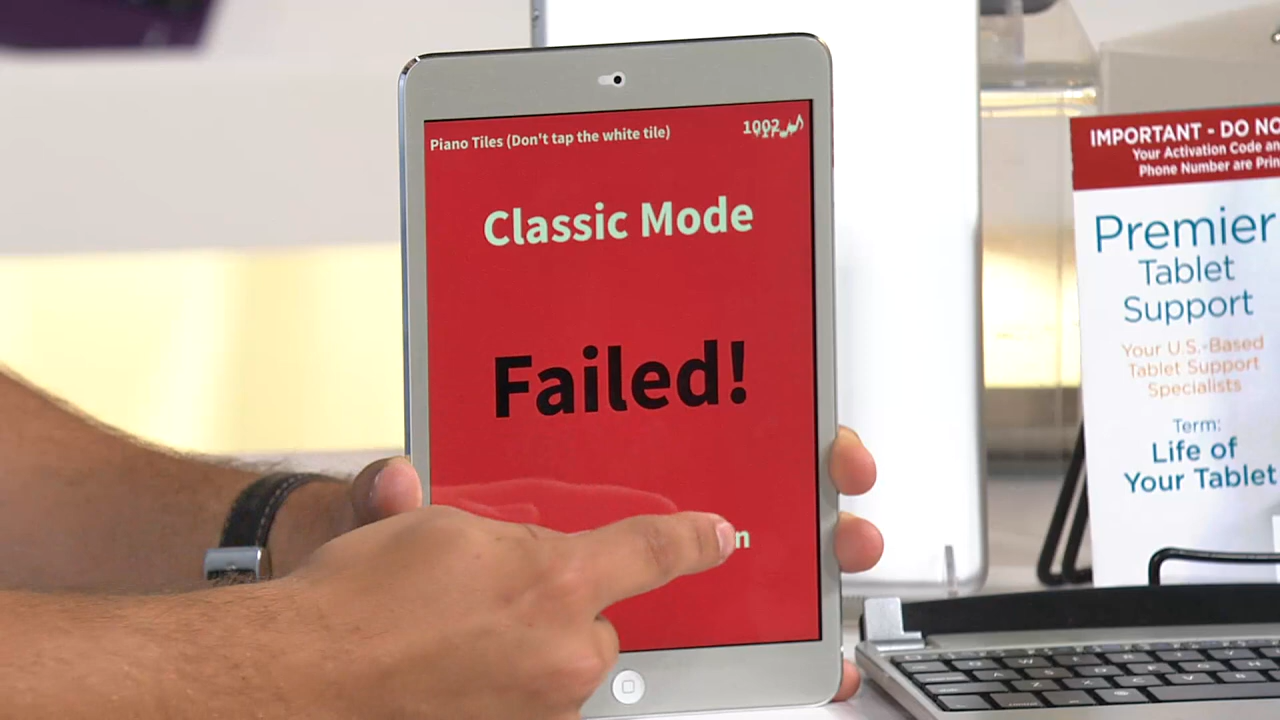 Piano Tiles (Don't tap the white tile)
Classic Mode
Failed!
IMPORTANT - DO NO
Your Activation Code an
Phone Number are Prin
Premier
Tablet
Support
Your U.S.-Based
Tablet Support
Specialists
Term:
Life of
Your Tablet